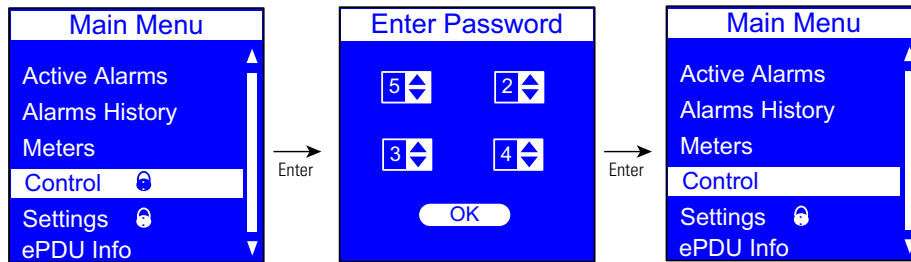 Main Menu
Active Alarms
Alarms History
Meters
Control
Settings
ePDU Info
Enter
Enter Password
5 2
3 4
OK
Enter
Main Menu
Active Alarms
Alarms History
Meters
Control
Settings
ePDU Info